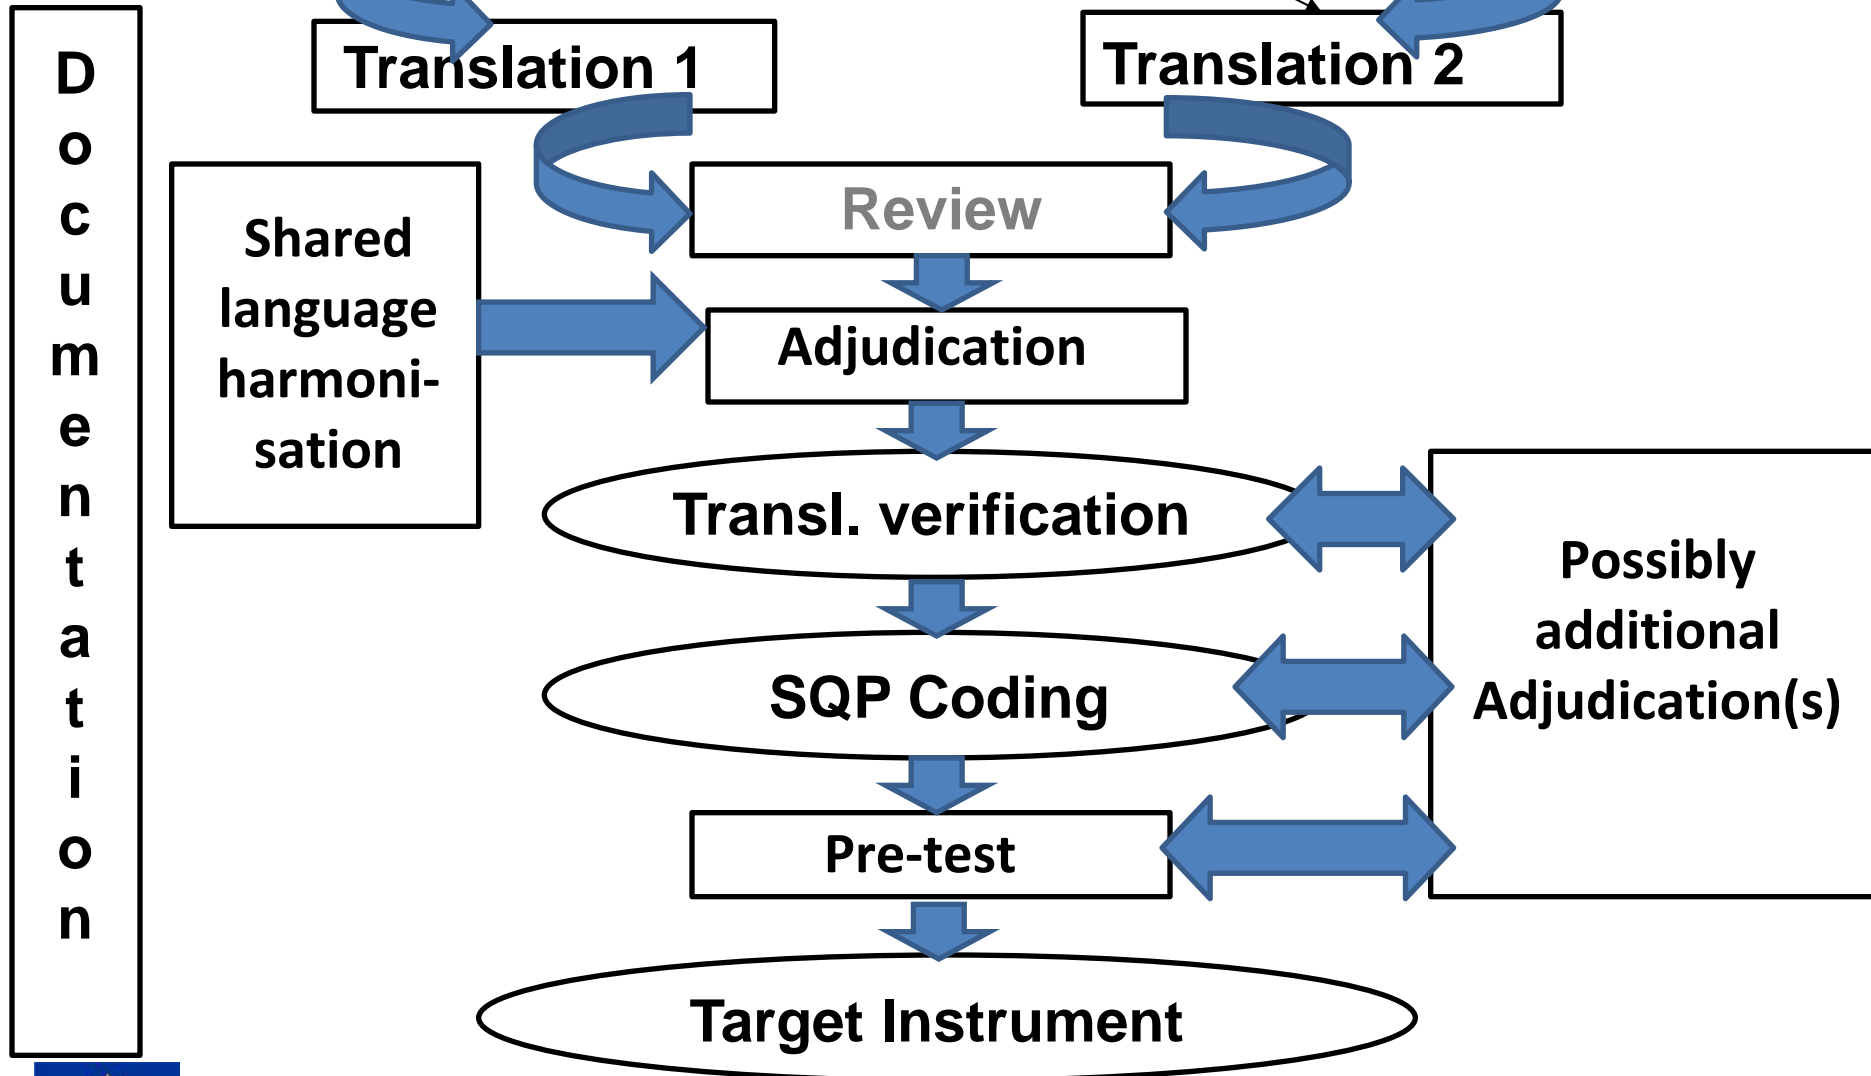 Documentation
Translation 1
Translation 2
Shared
language
harmoni-
sation
Review
Adjudication
Transl. verification
Possibly
additional
Adjudication(s)
SQP Coding
Pre-test
Target Instrument